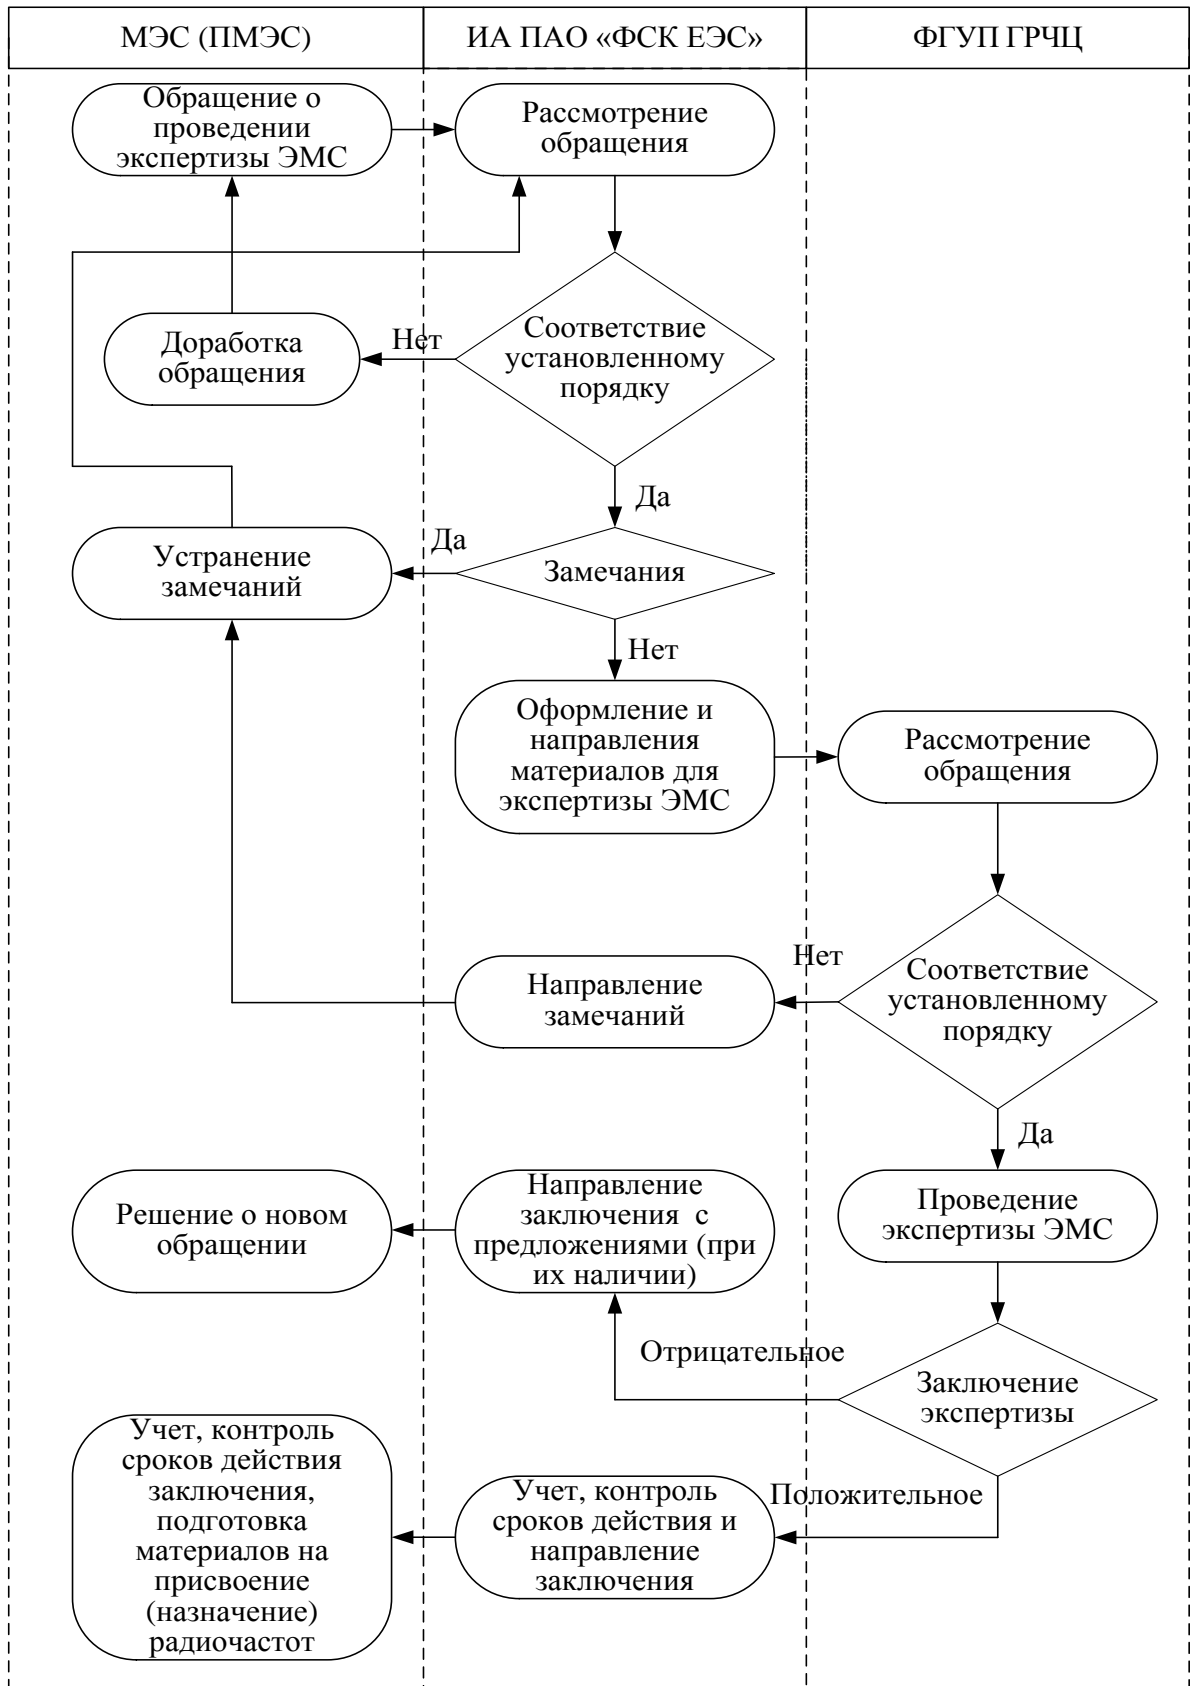 МЭС (ПМЭС)
ИА ПАО «ФСК ЕЭС»
ФГУП ГРЧЦ
Обращение о
проведении
экспертизы ЭМС
Рассмотрение
обращения
Соответствие
установленному
порядку
Нет
Доработка
обращения
Да
Замечания
Да
Устранение
замечаний
Нет
Оформление и
направления
материалов для
экспертизы ЭМС
Рассмотрение
обращения
Соответствие
установленному
порядку
Нет
Направление
замечаний
Да
Проведение
экспертизы ЭМС
Направление
заключения с
предложениями (при
их наличии)
Решение о новом
обращении
Отрицательное
Заключение
экспертизы
Положительное
Учет, контроль
сроков действия и
направление
заключения
Учет, контроль
сроков действия
заключения,
подготовка
материалов на
присвоение
(назначение)
радиочастот